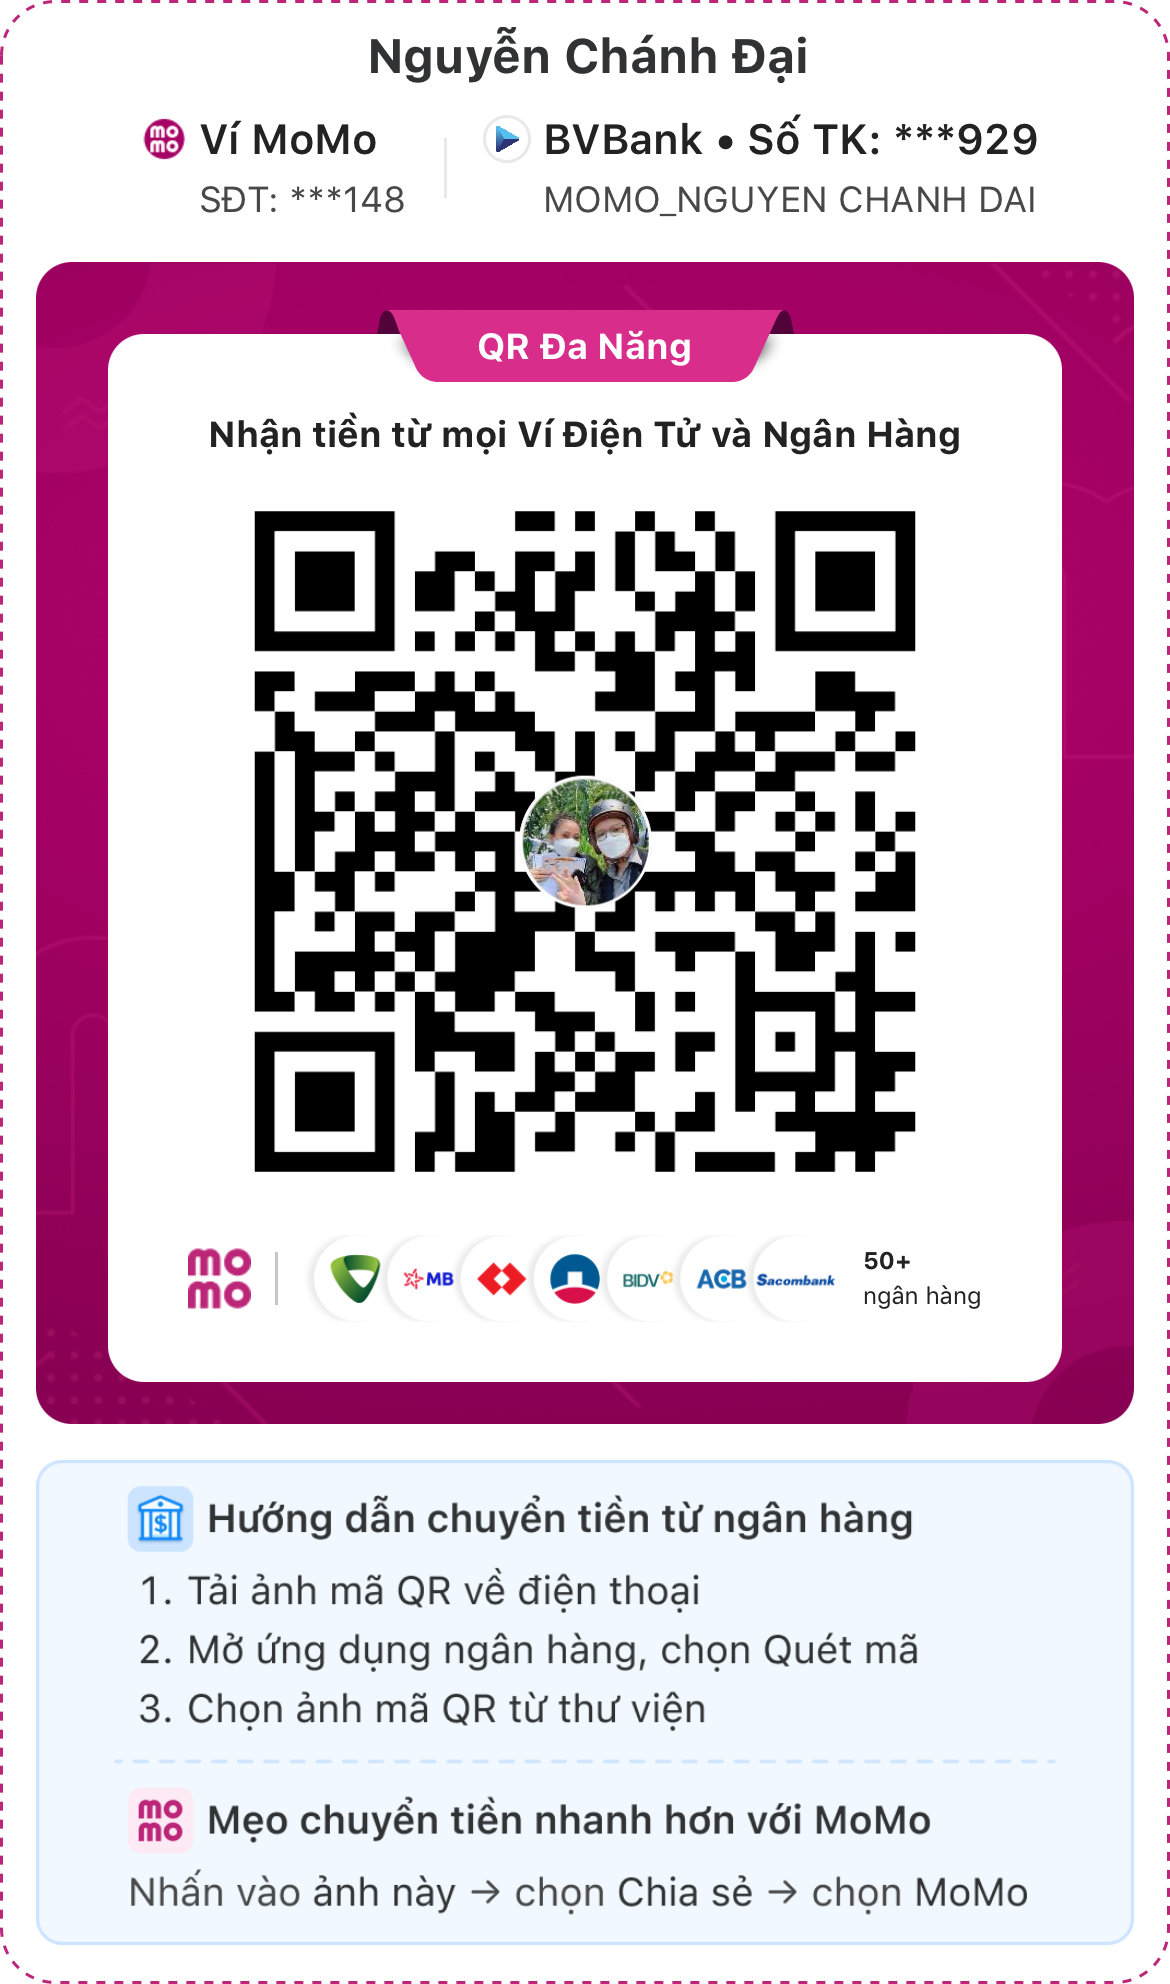 Nguyễn Chánh Đại
momo Ví MoMo
SĐT: ***148
BVBank • Số TK: ***929
MOMO_NGUYEN CHANH DAI
QR Đa Năng
Nhận tiền từ mọi Ví Điện Tử và Ngân Hàng
momo
MB
BIDV
ACB
Sacombank
50+
ngân hàng
Hướng dẫn chuyển tiền từ ngân hàng
1. Tải ảnh mã QR về điện thoại
2. Mở ứng dụng ngân hàng, chọn Quét mã
3. Chọn ảnh mã QR từ thư viện
momo Mẹo chuyển tiền nhanh hơn với MoMo
Nhấn vào ảnh này → chọn Chia sẻ → chọn MoMo